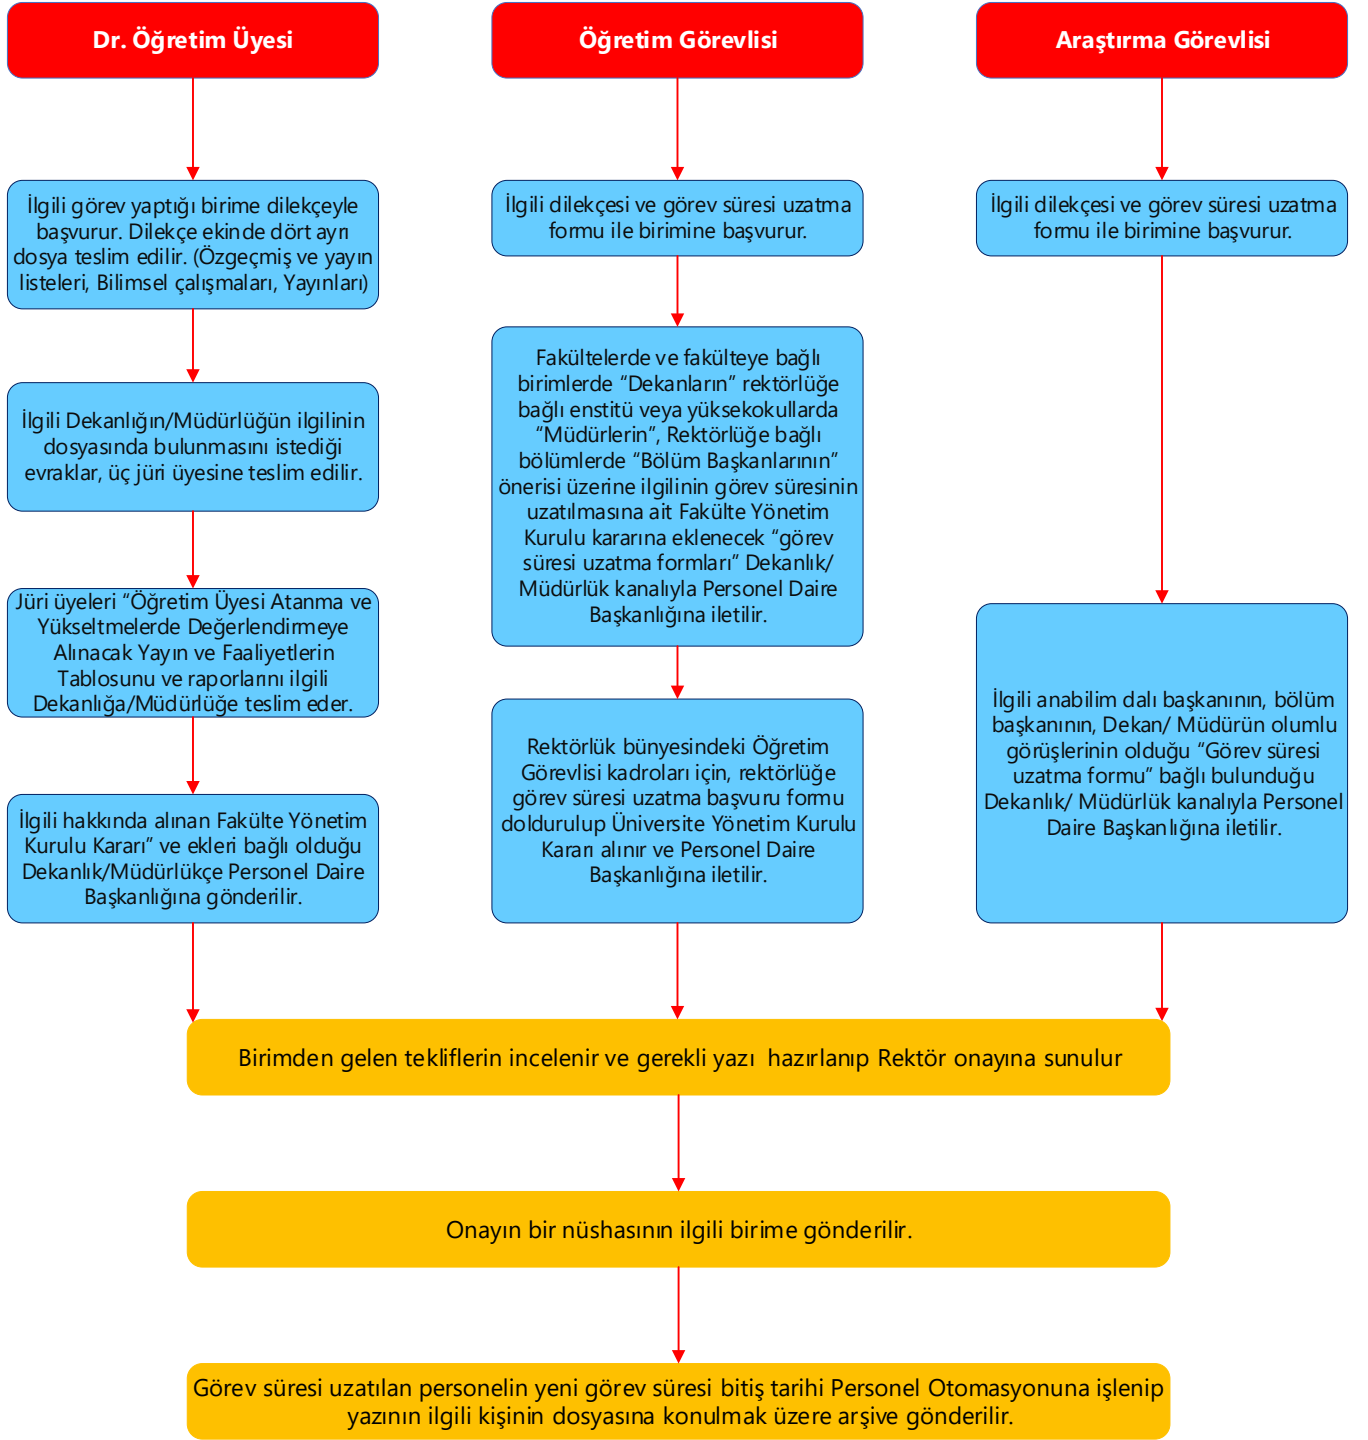 Dr. Öğretim Üyesi
İlgili görev yaptığı birime dilekçeyle
başvurur. Dilekçe ekinde dört ayrı
dosya teslim edilir. (Özgeçmiş ve yayın
listeleri, Bilimsel çalışmaları, Yayınları)
İlgili Dekanlığın/Müdürlüğün ilgilinin
dosyasında bulunmasını istediği
evraklar, üç jüri üyesine teslim edilir.
Jüri üyeleri “Öğretim Üyesi Atanma ve
Yükseltmelerde Değerlendirmeye
Alınacak Yayın ve Faaliyetlerin
Tablosunu ve raporlarını ilgili
Dekanlığa/Müdürlüğe teslim eder.
İlgili hakkında alınan Fakülte Yönetim
Kurulu Kararı” ve ekleri bağlı olduğu
Dekanlık/Müdürlükçe Personel Daire
Başkanlığına gönderilir.
Öğretim Görevlisi
İlgili dilekçesi ve görev süresi uzatma
formu ile birimine başvurur.
Fakültelerde ve fakülteye bağlı
birimlerde “Dekanların” rektörlüğe
bağlı enstitü veya yüksekokullarda
“Müdürlerin”, Rektörlüğe bağlı
bölümlerde “Bölüm Başkanlarının”
önerisi üzerine ilgilinin görev süresinin
uzatılmasına ait Fakülte Yönetim
Kurulu kararına eklenecek “görev
süresi uzatma formları” Dekanlık/
Müdürlük kanalıyla Personel Daire
Başkanlığına iletilir.
Rektörlük bünyesindeki Öğretim
Görevlisi kadroları için, rektörlüğe
görev süresi uzatma başvuru formu
doldurulup Üniversite Yönetim Kurulu
Kararı alınır ve Personel Daire
Başkanlığına iletilir.
Araştırma Görevlisi
İlgili dilekçesi ve görev süresi uzatma
formu ile birimine başvurur.
İlgili anabilim dalı başkanının, bölüm
başkanının, Dekan/ Müdürün olumlu
görüşlerinin olduğu “Görev süresi
uzatma formu” bağlı bulunduğu
Dekanlık/ Müdürlük kanalıyla Personel
Daire Başkanlığına iletilir.
Birimden gelen tekliflerin incelenir ve gerekli yazı  hazırlanıp Rektör onayına sunulur
Onayın bir nüshasının ilgili birime gönderilir.
Görev süresi uzatılan personelin yeni görev süresi bitiş tarihi Personel Otomasyonuna işlenip
yazının ilgili kişinin dosyasına konulmak üzere arşive gönderilir.